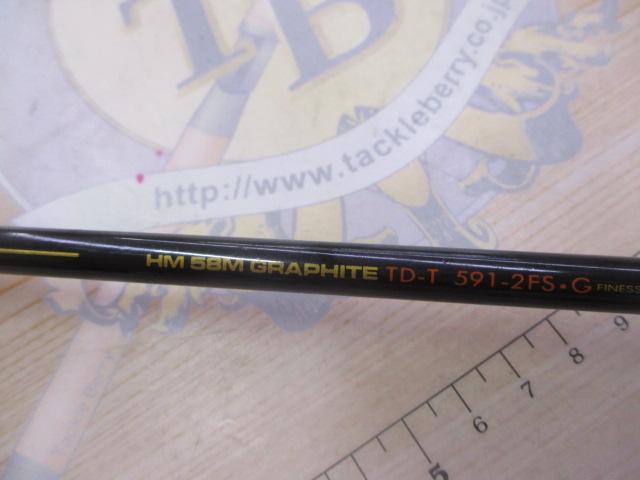 TB
http://www.tackleberry.co.jp
HM 58M GRAPHITE TD-T 591-2FS•G FINESS
5 6 7 8 9